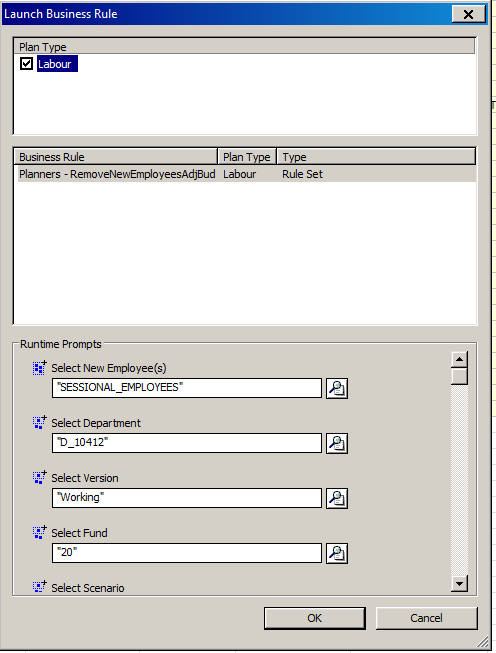 Launch Business Rule
Plan Type
Labour
Business Rule Plan Type Type
Planners - RemoveNewEmployeesAdjBud Labour Rule Set
Runtime Prompts
Select New Employee(s)
"SESSIONAL_EMPLOYEES"
Select Department
"D_10412"
Select Version
"Working"
Select Fund
"20"
Select Scenario
OK Cancel